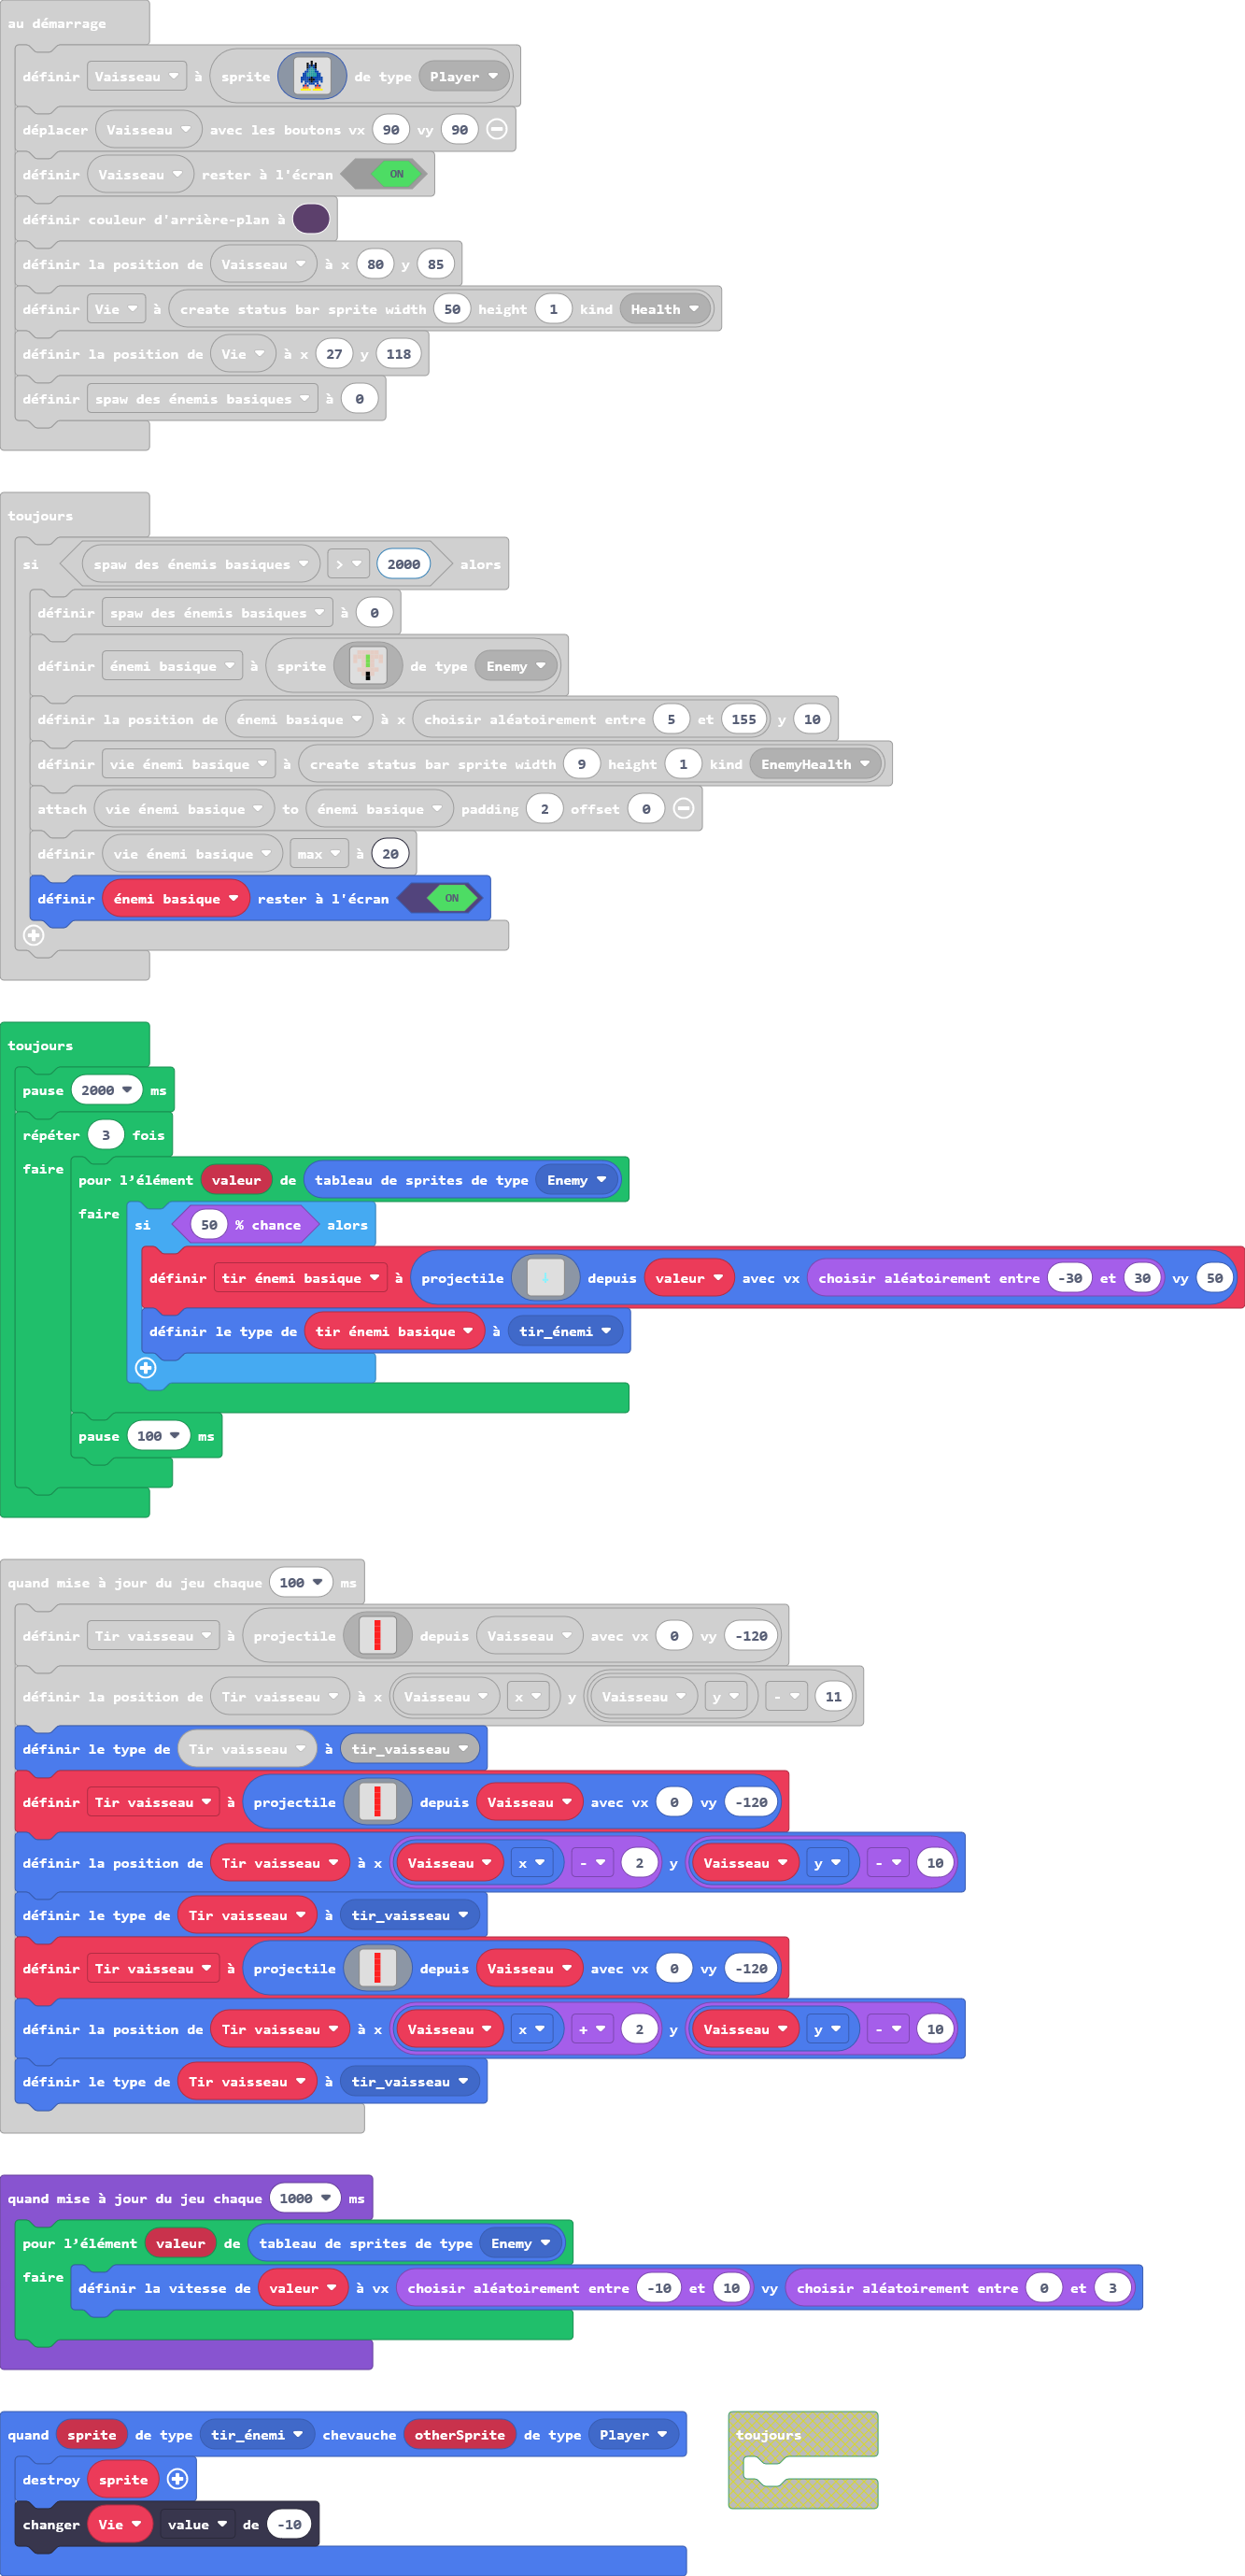 au démarrage
définir Vaisseau à sprite de type Player
déplacer Vaisseau avec les boutons vx 90 vy 90
définir Vaisseau rester à l'écran ON
définir couleur d'arrière-plan à
définir la position de Vaisseau à x 80 y 85
définir Vie à create status bar sprite width 50 height 1 kind Health
définir la position de Vie à x 27 y 118
définir spaw des énemis basiques à 0
toujours
si spaw des énemis basiques > 2000 alors
définir spaw des énemis basiques à 0
définir énemi basique à sprite de type Enemy
définir la position de énemi basique à x choisir aléatoirement entre 5 et 155 y 10
définir vie énemi basique à create status bar sprite width 9 height 1 kind EnemyHealth
attach vie énemi basique to énemi basique padding 2 offset 0
définir vie énemi basique max à 20
définir énemi basique rester à l'écran ON
toujours
pause 2000 ms
répéter 3 fois
faire pour l'élément valeur de tableau de sprites de type Enemy
faire si 50 % chance alors
définir tir énemi basique à projectile depuis valeur avec vx choisir aléatoirement entre -30 et 30 vy 50
définir le type de tir énemi basique à tir_énemi
pause 100 ms
quand mise à jour du jeu chaque 100 ms
définir Tir vaisseau à projectile depuis Vaisseau avec vx 0 vy -120
définir la position de Tir vaisseau à x Vaisseau x y Vaisseau y - 11
définir le type de Tir vaisseau à tir_vaisseau
définir Tir vaisseau à projectile depuis Vaisseau avec vx 0 vy -120
définir la position de Tir vaisseau à x Vaisseau x - 2 y Vaisseau y - 10
définir le type de Tir vaisseau à tir_vaisseau
définir Tir vaisseau à projectile depuis Vaisseau avec vx 0 vy -120
définir la position de Tir vaisseau à x Vaisseau x + 2 y Vaisseau y - 10
définir le type de Tir vaisseau à tir_vaisseau
quand mise à jour du jeu chaque 1000 ms
pour l'élément valeur de tableau de sprites de type Enemy
faire définir la vitesse de valeur à vx choisir aléatoirement entre -10 et 10 vy choisir aléatoirement entre 0 et 3
quand sprite de type tir_énemi chevauche otherSprite de type Player
destroy sprite
changer Vie value de -10
toujours